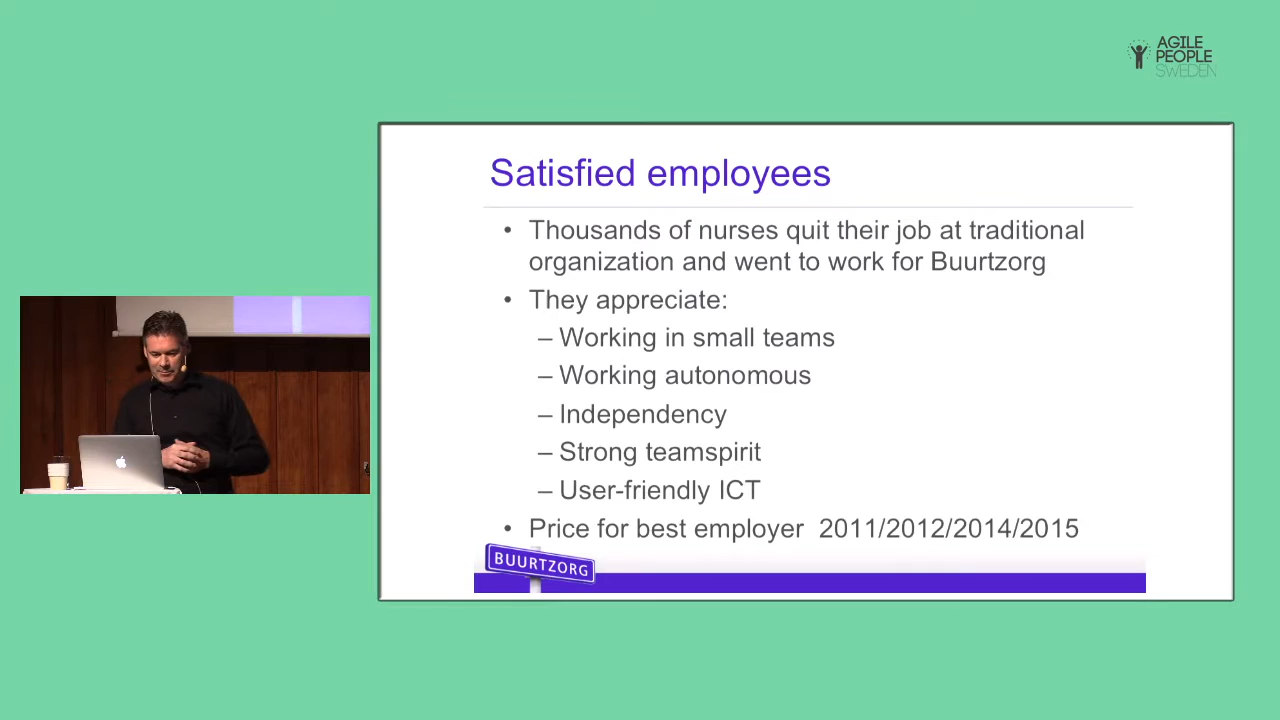 AGILE
PEOPLE
SWEDEN
Satisfied employees
• Thousands of nurses quit their job at traditional
organization and went to work for Buurtzorg
• They appreciate:
– Working in small teams
– Working autonomous
– Independency
– Strong teamspirit
– User-friendly ICT
• Price for best employer 2011/2012/2014/2015
BUURTZORG